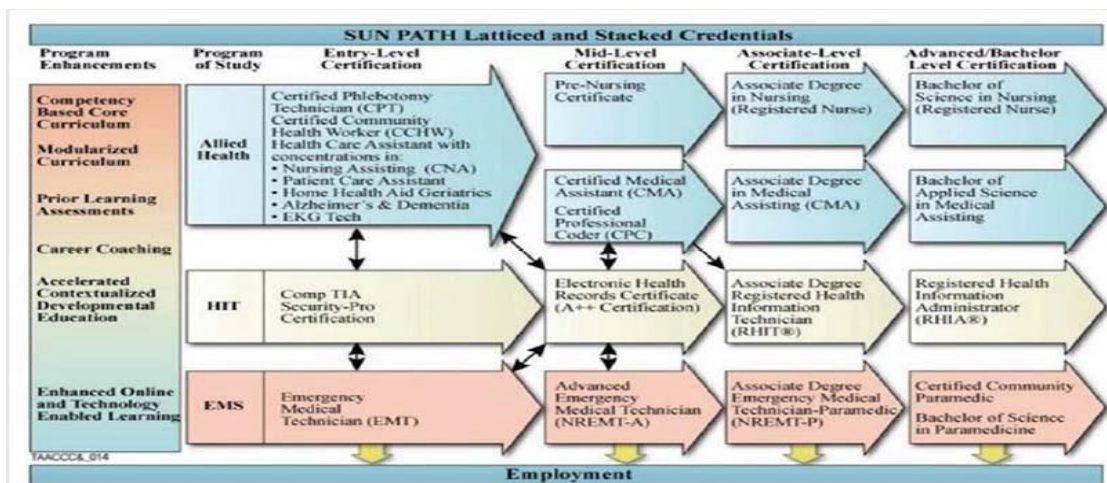 SUN PATH Latticed and Stacked Credentials
Program
Enhancements
Program
of Study
Entry-Level
Certification
Mid-Level
Certification
Associate-Level
Certification
Advanced/Bachelor
Level Certification
Competency
Based Core
Curriculum
Modularized
Curriculum
Prior Learning
Assessments
Career Coaching
Accelerated
Contextualized
Developmental
Education
Enhanced Online
and Technology
Enabled Learning
Allied
Health
Certified Phlebotomy
Technician (CPT)
Certified Community
Health Worker (CCHW)
Health Care Assistant with
concentrations in:
• Nursing Assisting (CNA)
• Patient Care Assistant
• Home Health Aid Geriatrics
• Alzheimer's & Dementia
• EKG Tech
Pre-Nursing
Certificate
Associate Degree
in Nursing
(Registered Nurse)
Bachelor of
Science in Nursing
(Registered Nurse)
Certified Medical
Assistant (CMA)
Certified
Professional
Coder (CPC)
Associate Degree
in Medical
Assisting (CMA)
Bachelor of
Applied Science
in Medical
Assisting
HIT
Comp TIA
Security-Pro
Certification
Electronic Health
Records Certificate
(A++ Certification)
Associate Degree
Registered Health
Information
Technician
(RHIT®)
Registered Health
Information
Administrator
(RHIA®)
EMS
Emergency
Medical
Technician (EMT)
Advanced
Emergency
Medical Technician
(NREMT-A)
Associate Degree
Emergency Medical
Technician-Paramedic
(NREMT-P)
Certified Community
Paramedic
Bachelor of Science
in Paramedicine
TAACCC&_014
Employment